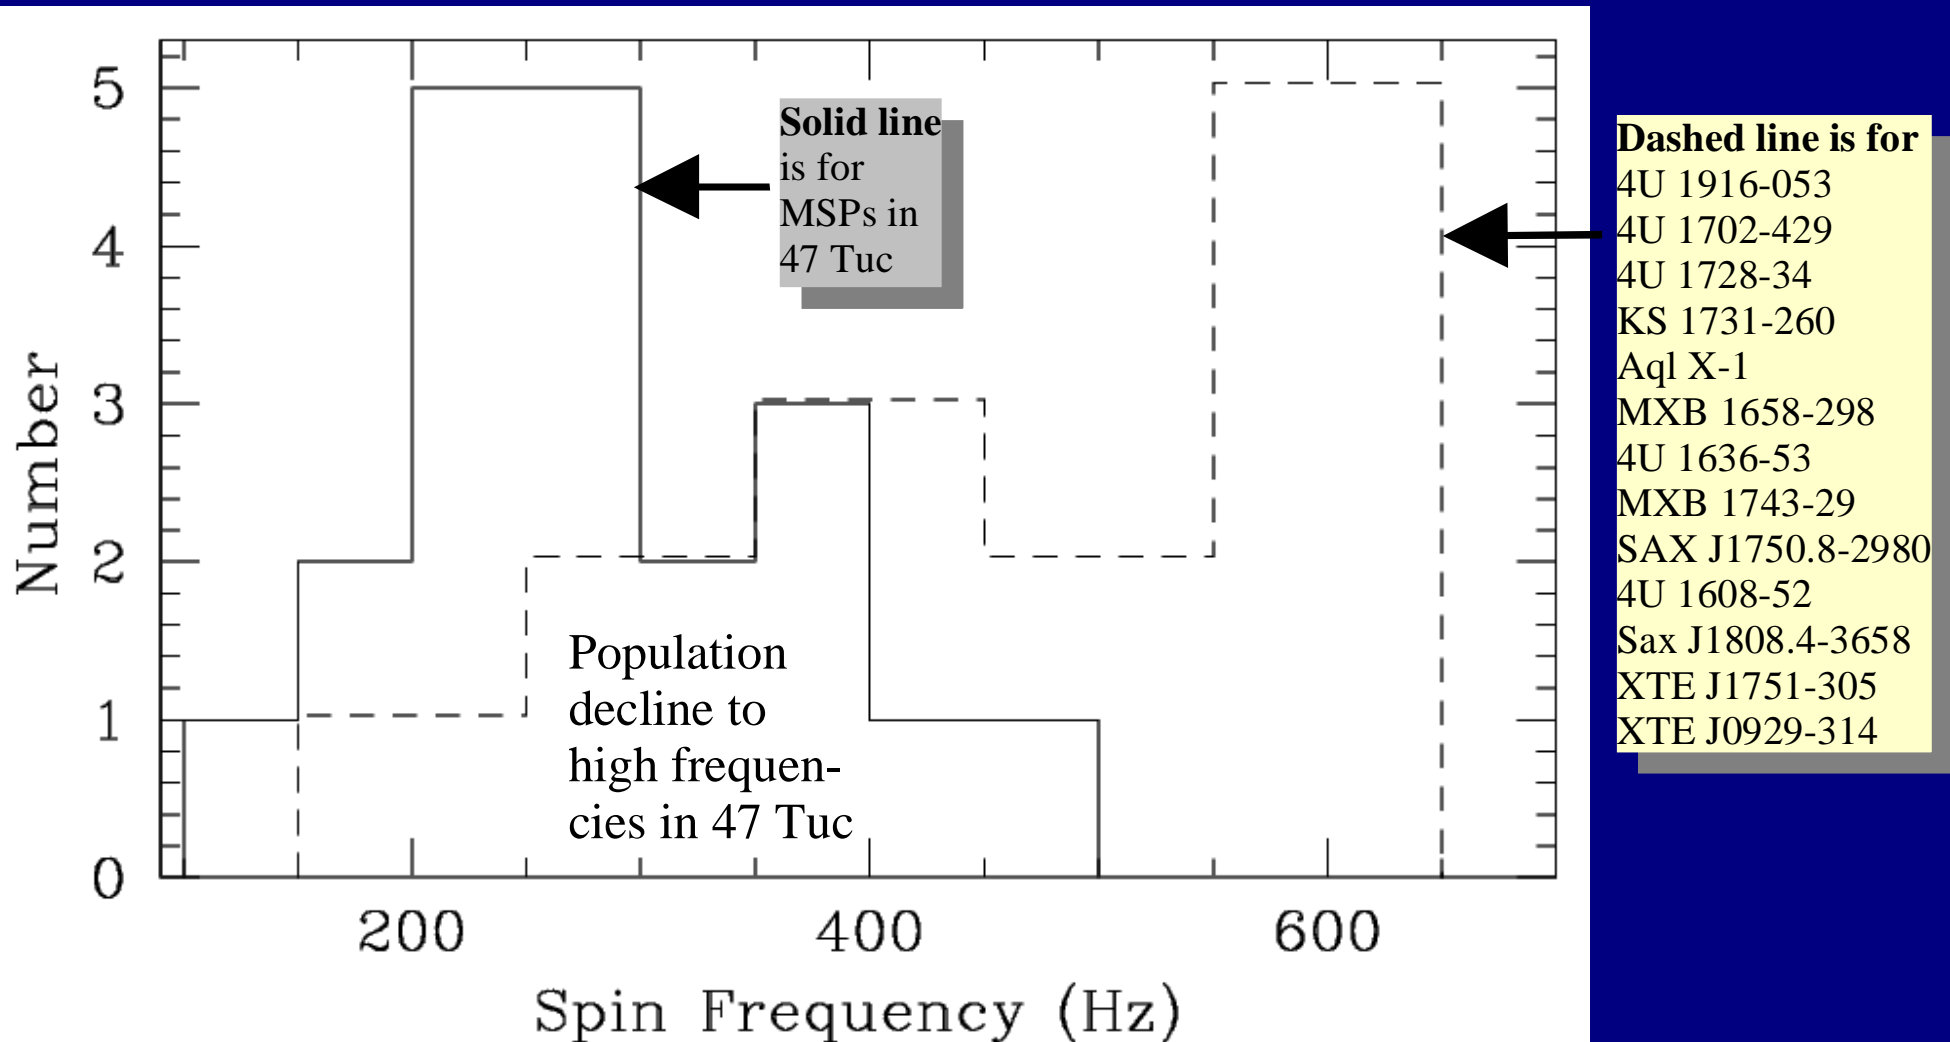 5
4
3
2
1
0
Number
200 400 600
Spin Frequency (Hz)
Solid line
is for
MSPs in
47 Tuc
Population
decline to
high frequen-
cies in 47 Tuc
Dashed line is for
4U 1916-053
4U 1702-429
4U 1728-34
KS 1731-260
Aql X-1
MXB 1658-298
4U 1636-53
MXB 1743-29
SAX J1750.8-2980
4U 1608-52
Sax J1808.4-3658
XTE J1751-305
XTE J0929-314